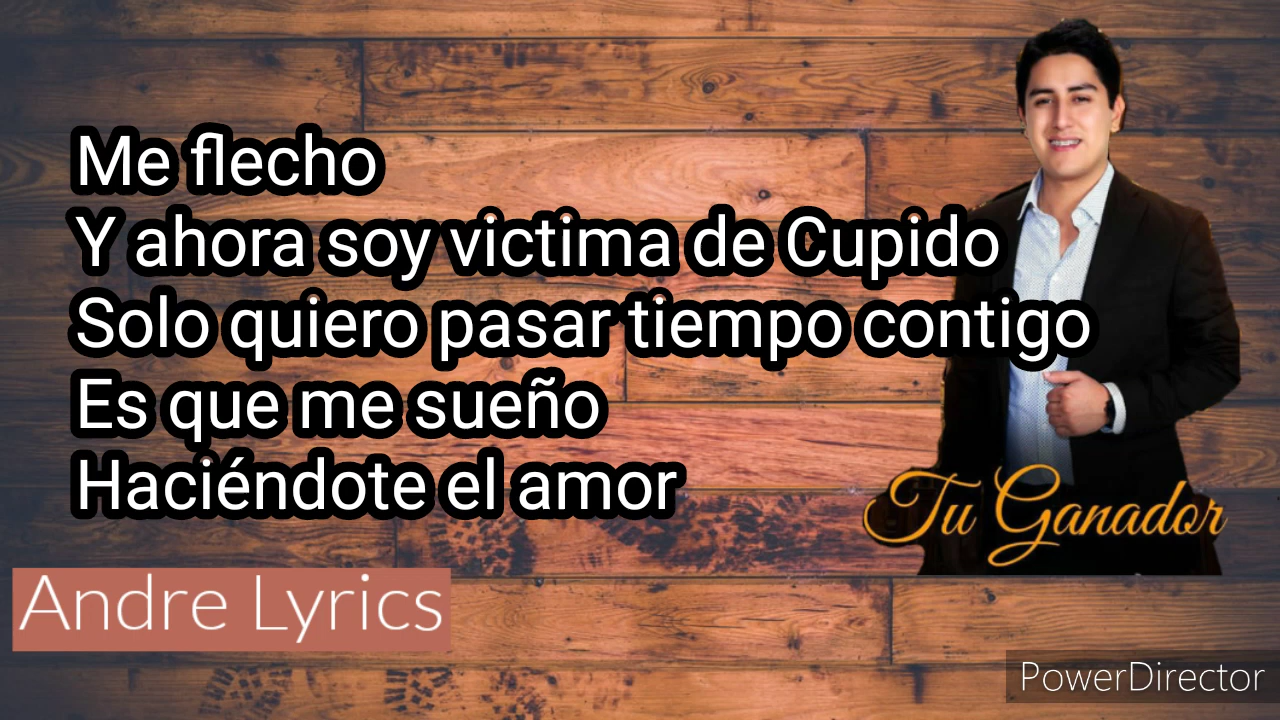 Me flecho
Y ahora soy victima de Cupido
Solo quiero pasar tiempo contigo
Es que me sueño
Haciéndote el amor
Tu Ganador
Andre Lyrics
PowerDirector